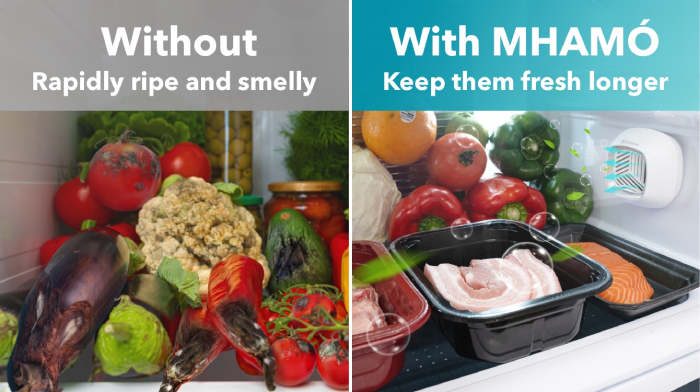 Without
Rapidly ripe and smelly
With MHAMÓ
Keep them fresh longer